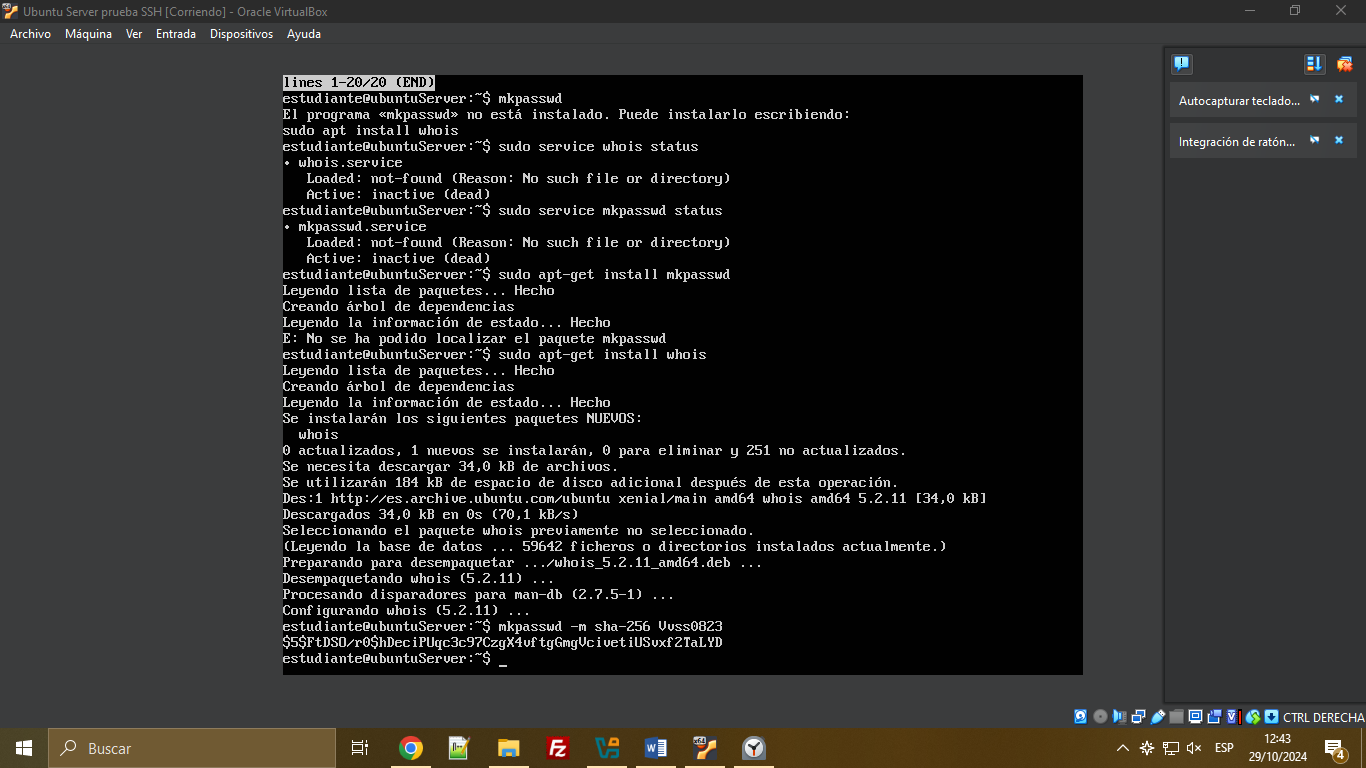 Ubuntu Server prueba SSH [Corriendo] - Oracle VirtualBox
Archivo Máquina Ver Entrada Dispositivos Ayuda
lines 1-20/20 (END)
estudiante@ubuntuServer:~$ mkpasswd
El programa «mkpasswd» no está instalado. Puede instalarlo escribiendo:
sudo apt install whois
estudiante@ubuntuServer:~$ sudo service whois status
• whois.service
Loaded: not-found (Reason: No such file or directory)
Active: inactive (dead)
estudiante@ubuntuServer:~$ sudo service mkpasswd status
• mkpasswd.service
Loaded: not-found (Reason: No such file or directory)
Active: inactive (dead)
estudiante@ubuntuServer:~$ sudo apt-get install mkpasswd
Leyendo lista de paquetes... Hecho
Creando árbol de dependencias
Leyendo la información de estado... Hecho
E: No se ha podido localizar el paquete mkpasswd
estudiante@ubuntuServer:~$ sudo apt-get install whois
Leyendo lista de paquetes... Hecho
Creando árbol de dependencias
Leyendo la información de estado... Hecho
Se instalarán los siguientes paquetes NUEVOS:
whois
0 actualizados, 1 nuevos se instalarán, 0 para eliminar y 251 no actualizados.
Se necesita descargar 34,0 kB de archivos.
Se utilizarán 184 kB de espacio de disco adicional después de esta operación.
Des:1 http://es.archive.ubuntu.com/ubuntu xenial/main amd64 whois amd64 5.2.11 [34,0 kB]
Descargados 34,0 kB en 0s (70,1 kB/s)
Seleccionando el paquete whois previamente no seleccionado.
(Leyendo la base de datos ... 59642 ficheros o directorios instalados actualmente.)
Preparando para desempaquetar .../whois_5.2.11_amd64.deb ...
Desempaquetando whois (5.2.11) ...
Procesando disparadores para man-db (2.7.5-1) ...
Configurando whois (5.2.11) ...
estudiante@ubuntuServer:~$ mkpasswd -m sha-256 Vvss0823
$5$FtDSO/r0$hDeciPUqc3c97CzgX4vftgGmgVcivetiUSvxf2TaLYD
estudiante@ubuntuServer:~$ _
Autocapturar teclado...
Integración de ratón...
CTRL DERECHA
Buscar
ESP
12:43
29/10/2024
4